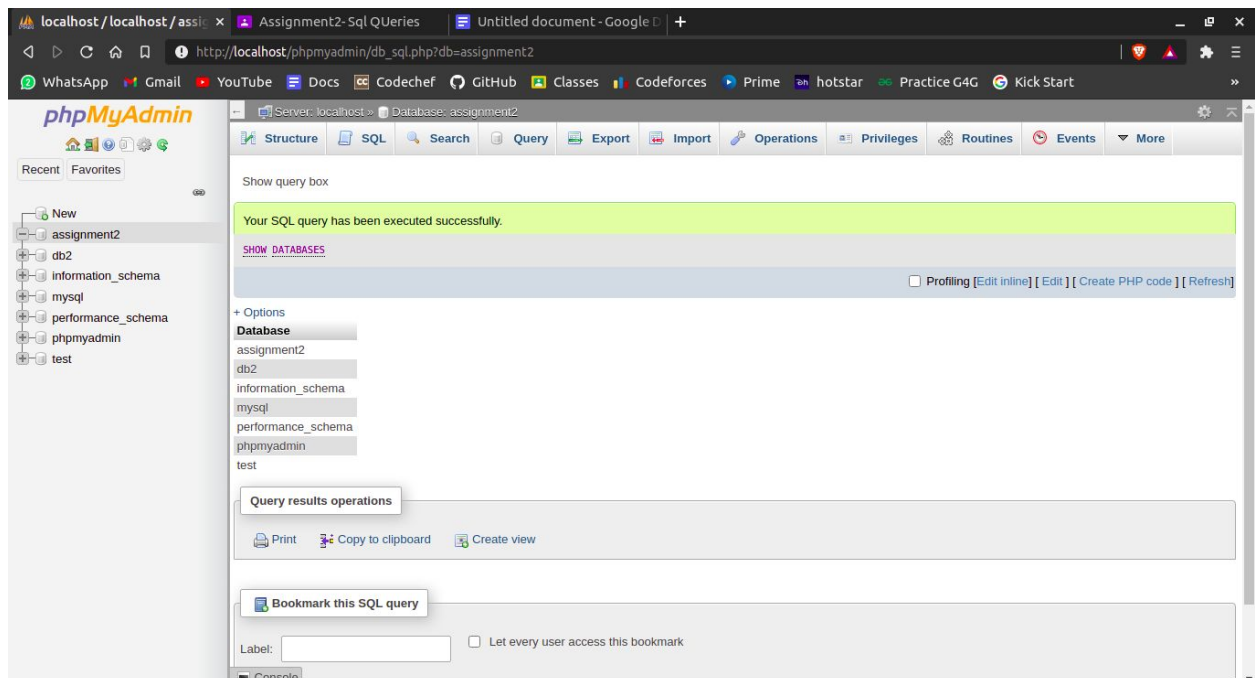 localhost / localhost / assig
Assignment2- Sql QUeries
Untitled document - Google D
http://localhost/phpmyadmin/db_sql.php?db=assignment2
WhatsApp Gmail YouTube Docs Codechef GitHub Classes Codeforces Prime hotstar Practice G4G Kick Start »
phpMyAdmin
Recent Favorites
New
assignment2
db2
information_schema
mysql
performance_schema
phpmyadmin
test
Server: localhost » Database: assignment2
Structure SQL Search Query Export Import Operations Privileges Routines Events More
Show query box
Your SQL query has been executed successfully.
SHOW DATABASES
Profiling [Edit inline] [ Edit ] [ Create PHP code ] [ Refresh]
+ Options
Database
assignment2
db2
information_schema
mysql
performance_schema
phpmyadmin
test
Query results operations
Print Copy to clipboard Create view
Bookmark this SQL query
Label: Let every user access this bookmark
Console